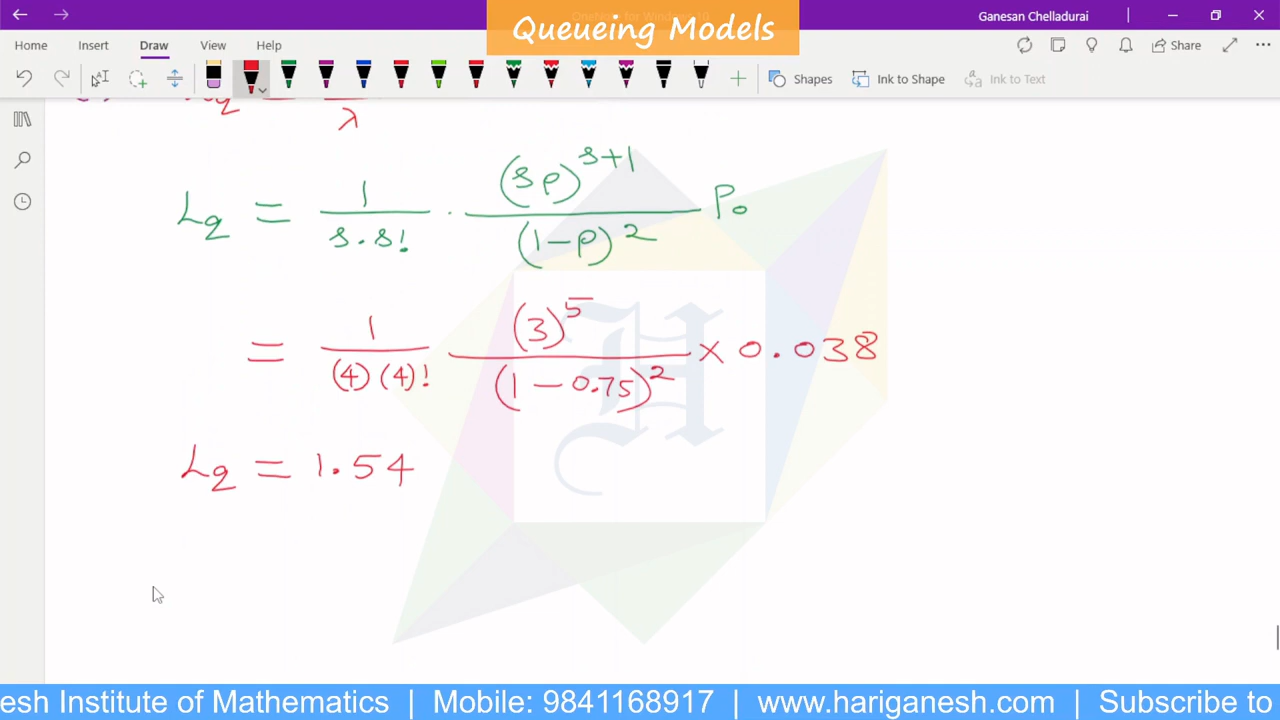 Ganesan Chelladurai
Queueing Models
Home Insert Draw View Help
Share
Shapes Ink to Shape Ink to Text
λ
Lq = 1 / (s·s!) · (sρ)^(s+1) / (1-ρ)^2 P₀
= 1 / ((4)(4)!) (3)^5 / (1-0.75)^2 × 0.038
Lq = 1.54
esh Institute of Mathematics | Mobile: 9841168917 | www.hariganesh.com | Subscribe to